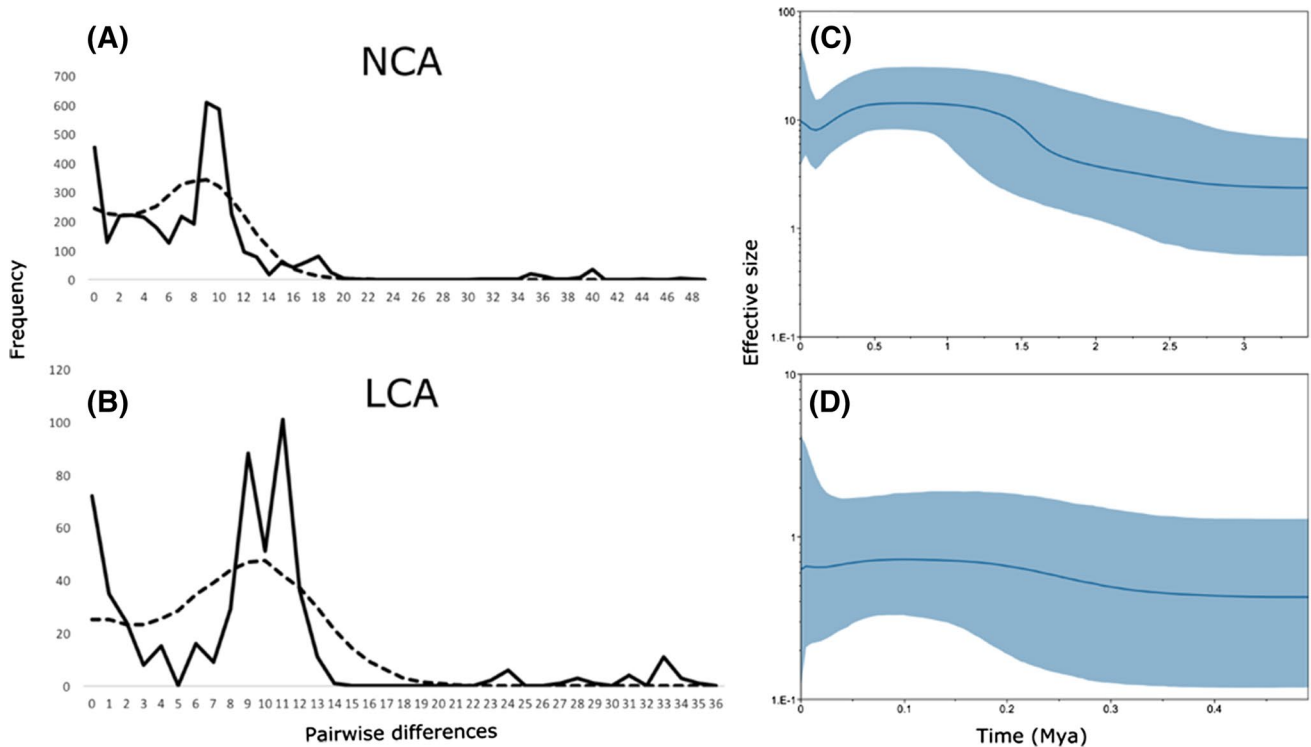 (A)
NCA
700
600
500
400
300
200
100
0
0 2 4 6 8 10 12 14 16 18 20 22 24 26 28 30 32 34 36 38 40 42 44 46 48
Frequency
(B)
LCA
120
100
80
60
40
20
0
0 1 2 3 4 5 6 7 8 9 10 11 12 13 14 15 16 17 18 19 20 21 22 23 24 25 26 27 28 29 30 31 32 33 34 35 36
Pairwise differences
(C)
100
10
1
1.E-1
0 0.5 1 1.5 2 2.5 3
Effective size
(D)
10
1
1.E-1
0 0.1 0.2 0.3 0.4
Time (Mya)